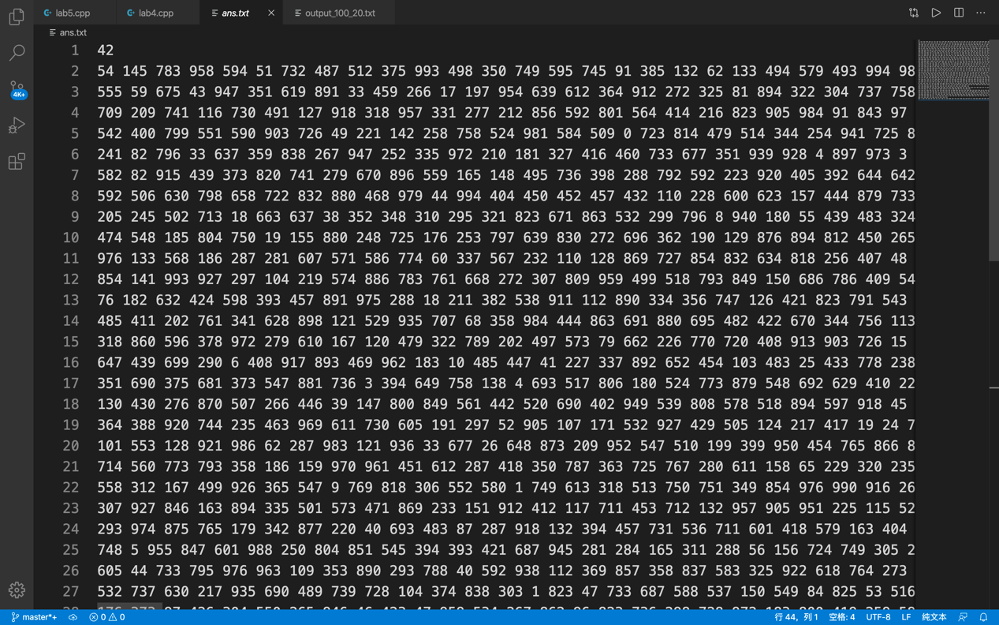 lab5.cpp lab4.cpp ans.txt output_100_20.txt
ans.txt
1 42
2 54 145 783 958 594 51 732 487 512 375 993 498 350 749 595 745 91 385 132 62 133 494 579 493 994 98
3 555 59 675 43 947 351 619 891 33 459 266 17 197 954 639 612 364 912 272 325 81 894 322 304 737 758
4 709 209 741 116 730 491 127 918 318 957 331 277 212 856 592 801 564 414 216 823 905 984 91 843 97
5 542 400 799 551 590 903 726 49 221 142 258 758 524 981 584 509 0 723 814 479 514 344 254 941 725 8
6 241 82 796 33 637 359 838 267 947 252 335 972 210 181 327 416 460 733 677 351 939 928 4 897 973 3
7 582 82 915 439 373 820 741 279 670 896 559 165 148 495 736 398 288 792 592 223 920 405 392 644 642
8 592 506 630 798 658 722 832 880 468 979 44 994 404 450 452 457 432 110 228 600 623 157 444 879 733
4K+
9 205 245 502 713 18 663 637 38 352 348 310 295 321 823 671 863 532 299 796 8 940 180 55 439 483 324
10 474 548 185 804 750 19 155 880 248 725 176 253 797 639 830 272 696 362 190 129 876 894 812 450 265
11 976 133 568 186 287 281 607 571 586 774 60 337 567 232 110 128 869 727 854 832 634 818 256 407 48
12 854 141 993 927 297 104 219 574 886 783 761 668 272 307 809 959 499 518 793 849 150 686 786 409 54
13 76 182 632 424 598 393 457 891 975 288 18 211 382 538 911 112 890 334 356 747 126 421 823 791 543
14 485 411 202 761 341 628 898 121 529 935 707 68 358 984 444 863 691 880 695 482 422 670 344 756 113
15 318 860 596 378 972 279 610 167 120 479 322 789 202 497 573 79 662 226 770 720 408 913 903 726 15
16 647 439 699 290 6 408 917 893 469 962 183 10 485 447 41 227 337 892 652 454 103 483 25 433 778 238
17 351 690 375 681 373 547 881 736 3 394 649 758 138 4 693 517 806 180 524 773 879 548 692 629 410 22
18 130 430 276 870 507 266 446 39 147 800 849 561 442 520 690 402 949 539 808 578 518 894 597 918 45
19 364 388 920 744 235 463 969 611 730 605 191 297 52 905 107 171 532 927 429 505 124 217 417 19 24 7
20 101 553 128 921 986 62 287 983 121 936 33 677 26 648 873 209 952 547 510 199 399 950 454 765 866 8
21 714 560 773 793 358 186 159 970 961 451 612 287 418 350 787 363 725 767 280 611 158 65 229 320 235
22 558 312 167 499 926 365 547 9 769 818 306 552 580 1 749 613 318 513 750 751 349 854 976 990 916 26
23 307 927 846 163 894 335 501 573 471 869 233 151 912 412 117 711 453 712 132 957 905 951 225 115 52
24 293 974 875 765 179 342 877 220 40 693 483 87 287 918 132 394 457 731 536 711 601 418 579 163 404
25 748 5 955 847 601 988 250 804 851 545 394 393 421 687 945 281 284 165 311 288 56 156 724 749 305 2
26 605 44 733 795 976 963 109 353 890 293 788 40 592 938 112 369 857 358 837 583 325 922 618 764 273
27 532 737 630 217 935 690 489 739 728 104 374 838 303 1 823 47 733 687 588 537 150 549 84 825 53 516
master*+ 0 0 行 44，列 1 空格: 4 UTF-8 LF 纯文本